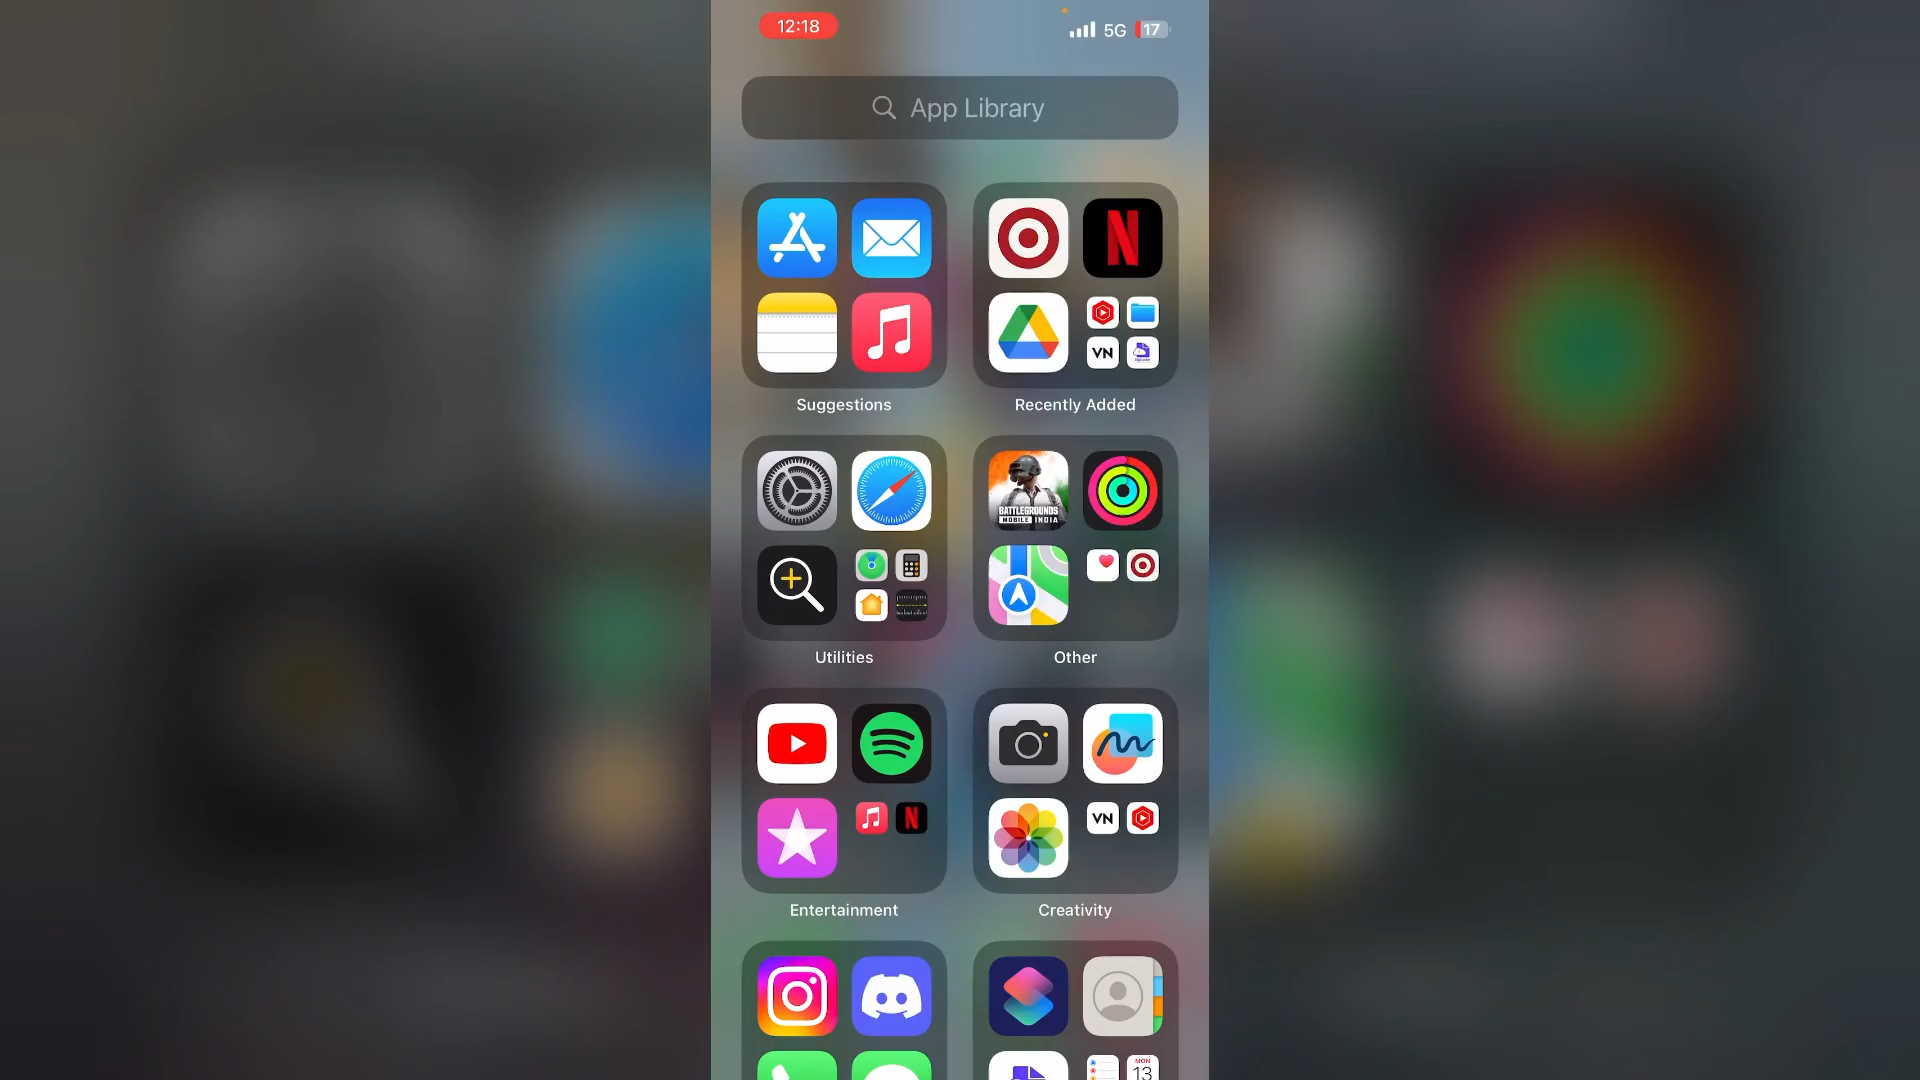 12:18
5G 17
App Library
N
VN
Suggestions
Recently Added
BATTLEGROUNDS
MOBILE INDIA
Utilities
Other
N
VN
Entertainment
Creativity
MON
13